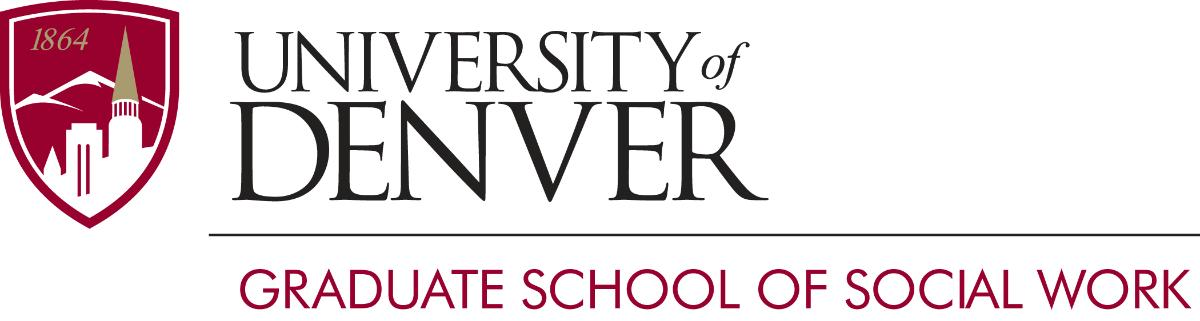 1864
UNIVERSITY of
DENVER
GRADUATE SCHOOL OF SOCIAL WORK